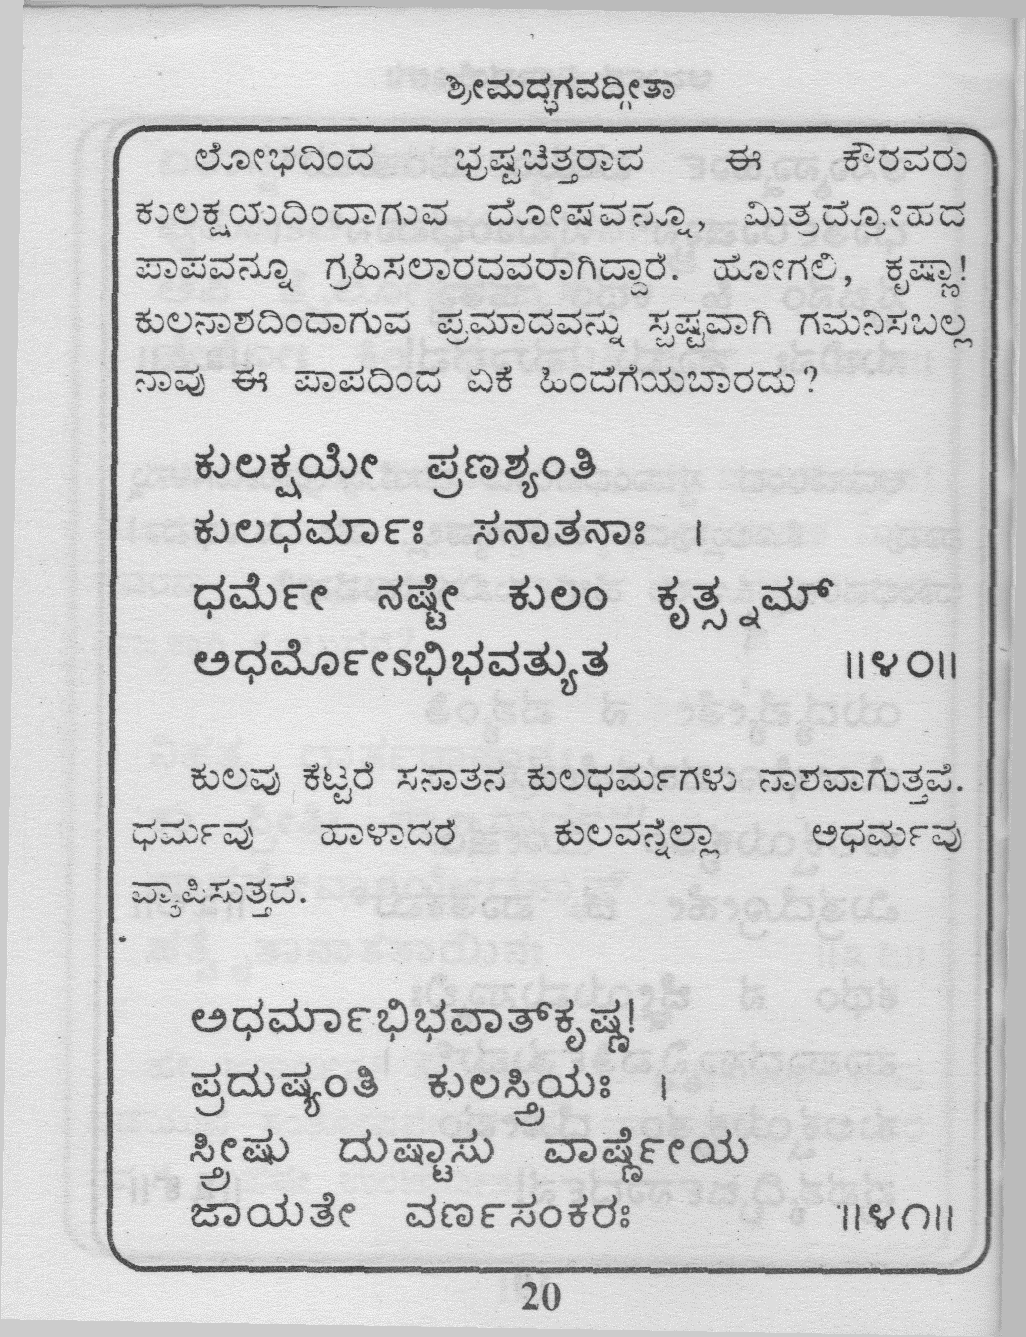 ಶ್ರೀಮದ್ಭಗವದ್ಗೀತಾ
ಲೋಭದಿಂದ ಭ್ರಷ್ಟಚಿತ್ತರಾದ ಈ ಕೌರವರು
ಕುಲಕ್ಷಯದಿಂದಾಗುವ ದೋಷವನ್ನೂ, ಮಿತ್ರದ್ರೋಹದ
ಪಾಪವನ್ನೂ ಗ್ರಹಿಸಲಾರದವರಾಗಿದ್ದಾರೆ. ಹೋಗಲಿ, ಕೃಷ್ಣಾ!
ಕುಲನಾಶದಿಂದಾಗುವ ಪ್ರಮಾದವನ್ನು ಸ್ಪಷ್ಟವಾಗಿ ಗಮನಿಸಬಲ್ಲ
ನಾವು ಈ ಪಾಪದಿಂದ ಏಕೆ ಹಿಂದೆಗೆಯಬಾರದು?
ಕುಲಕ್ಷಯೇ ಪ್ರಣಶ್ಯಂತಿ
ಕುಲಧರ್ಮಾಃ ಸನಾತನಾಃ ।
ಧರ್ಮೇ ನಷ್ಟೇ ಕುಲಂ ಕೃತ್ಸ್ನಮ್
ಅಧರ್ಮೋSಭಿಭವತ್ಯುತ ॥೪೦॥
ಕುಲವು ಕೆಟ್ಟರೆ ಸನಾತನ ಕುಲಧರ್ಮಗಳು ನಾಶವಾಗುತ್ತವೆ.
ಧರ್ಮವು ಹಾಳಾದರೆ ಕುಲವನ್ನೆಲ್ಲಾ ಅಧರ್ಮವು
ವ್ಯಾಪಿಸುತ್ತದೆ.
ಅಧರ್ಮಾಭಿಭವಾತ್‌ಕೃಷ್ಣ!
ಪ್ರದುಷ್ಯಂತಿ ಕುಲಸ್ತ್ರಿಯಃ ।
ಸ್ತ್ರೀಷು ದುಷ್ಟಾಸು ವಾರ್ಷ್ಣೇಯ
ಜಾಯತೇ ವರ್ಣಸಂಕರಃ ॥೪೧॥
20